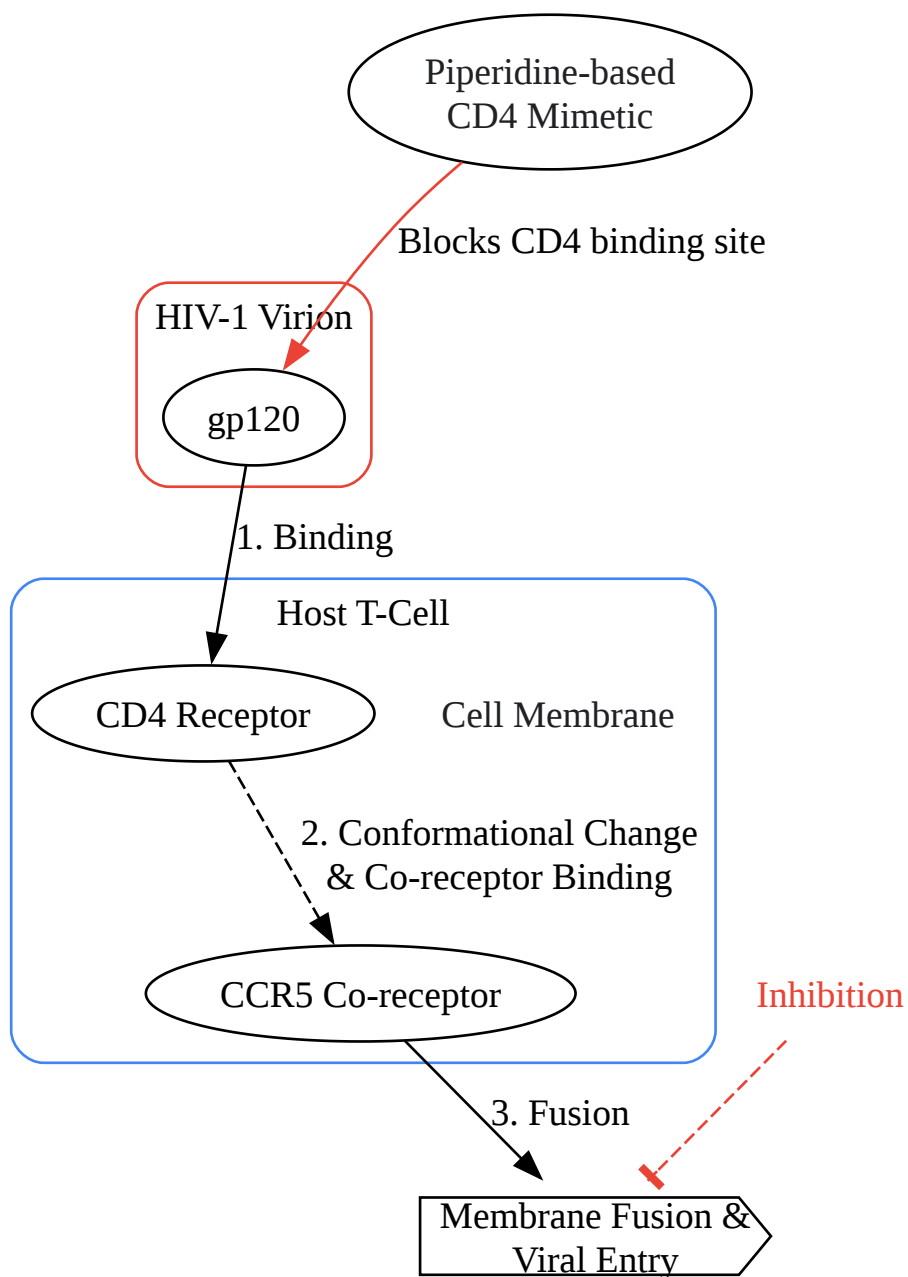 Piperidine-based
CD4 Mimetic
Blocks CD4 binding site
HIV-1 Virion
gp120
1. Binding
Host T-Cell
CD4 Receptor
Cell Membrane
2. Conformational Change
& Co-receptor Binding
CCR5 Co-receptor
Inhibition
3. Fusion
Membrane Fusion &
Viral Entry